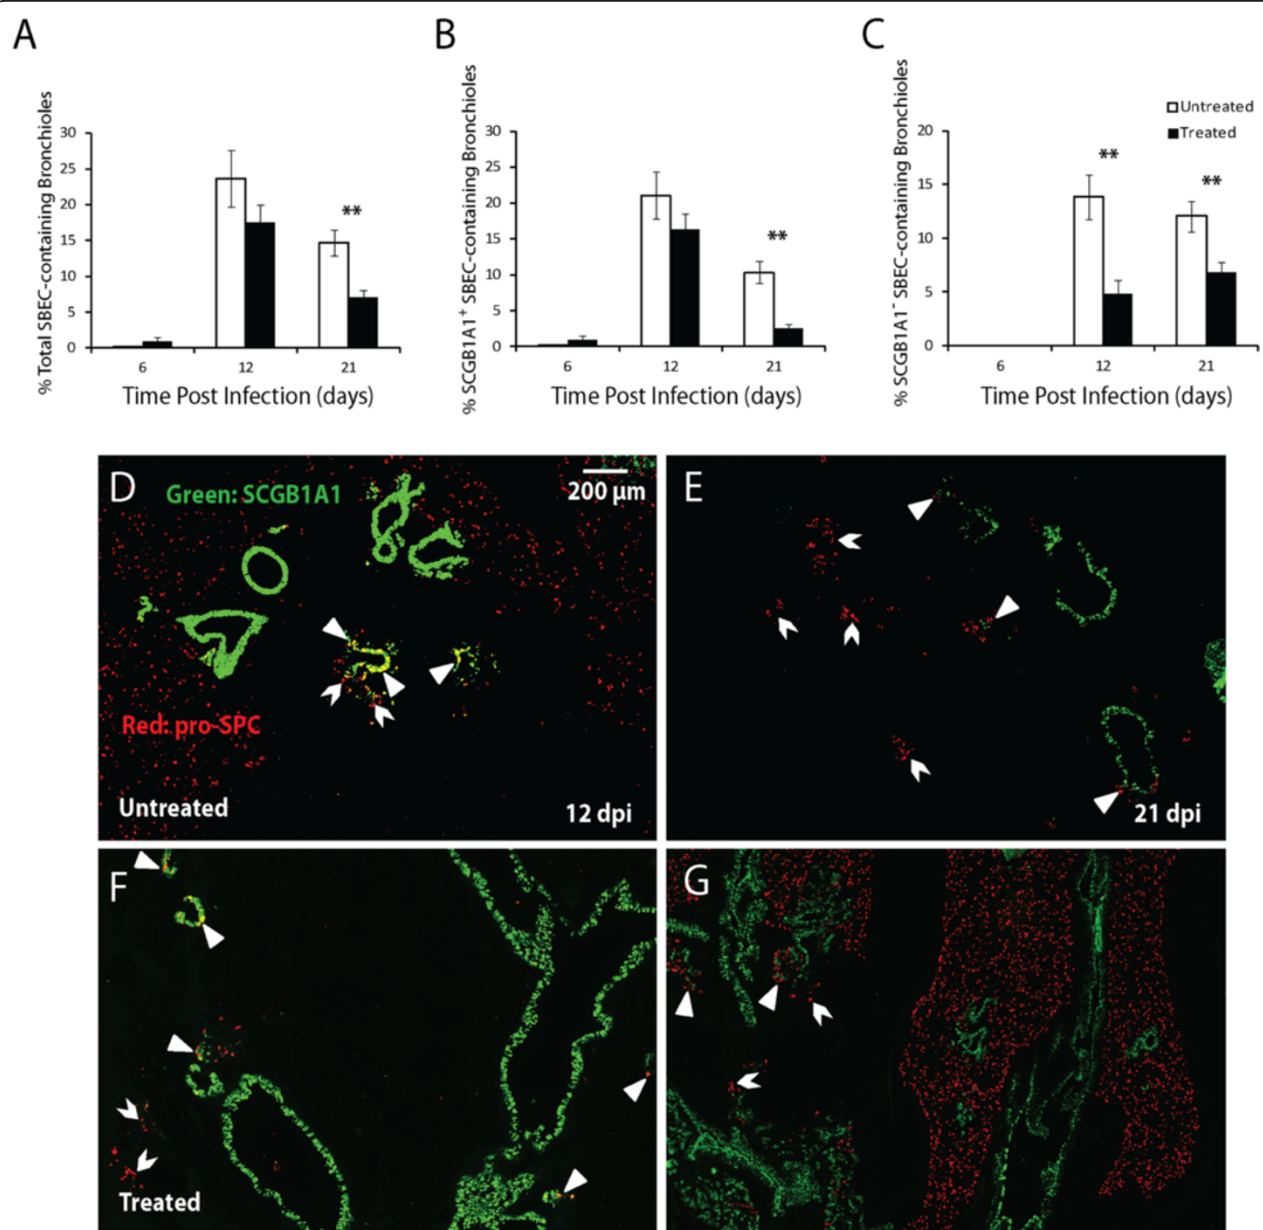 A
B
C
% Total SBEC-containing Bronchioles
30
25
20
15
10
5
0
**
6
12
21
Time Post Infection (days)
% SCGB1A1+ SBEC-containing Bronchioles
30
25
20
15
10
5
0
**
6
12
21
Time Post Infection (days)
% SCGB1A1- SBEC-containing Bronchioles
Untreated
Treated
20
15
10
5
0
**
**
6
12
21
Time Post Infection (days)
D
Green: SCGB1A1
200 µm
Red: pro-SPC
Untreated
12 dpi
E
21 dpi
F
Treated
G